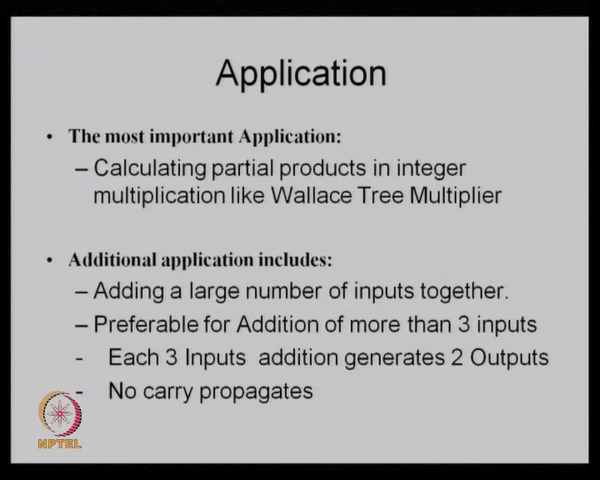 Application
• The most important Application:
– Calculating partial products in integer
multiplication like Wallace Tree Multiplier
• Additional application includes:
– Adding a large number of inputs together.
– Preferable for Addition of more than 3 inputs
- Each 3 Inputs addition generates 2 Outputs
- No carry propagates
NPTEL